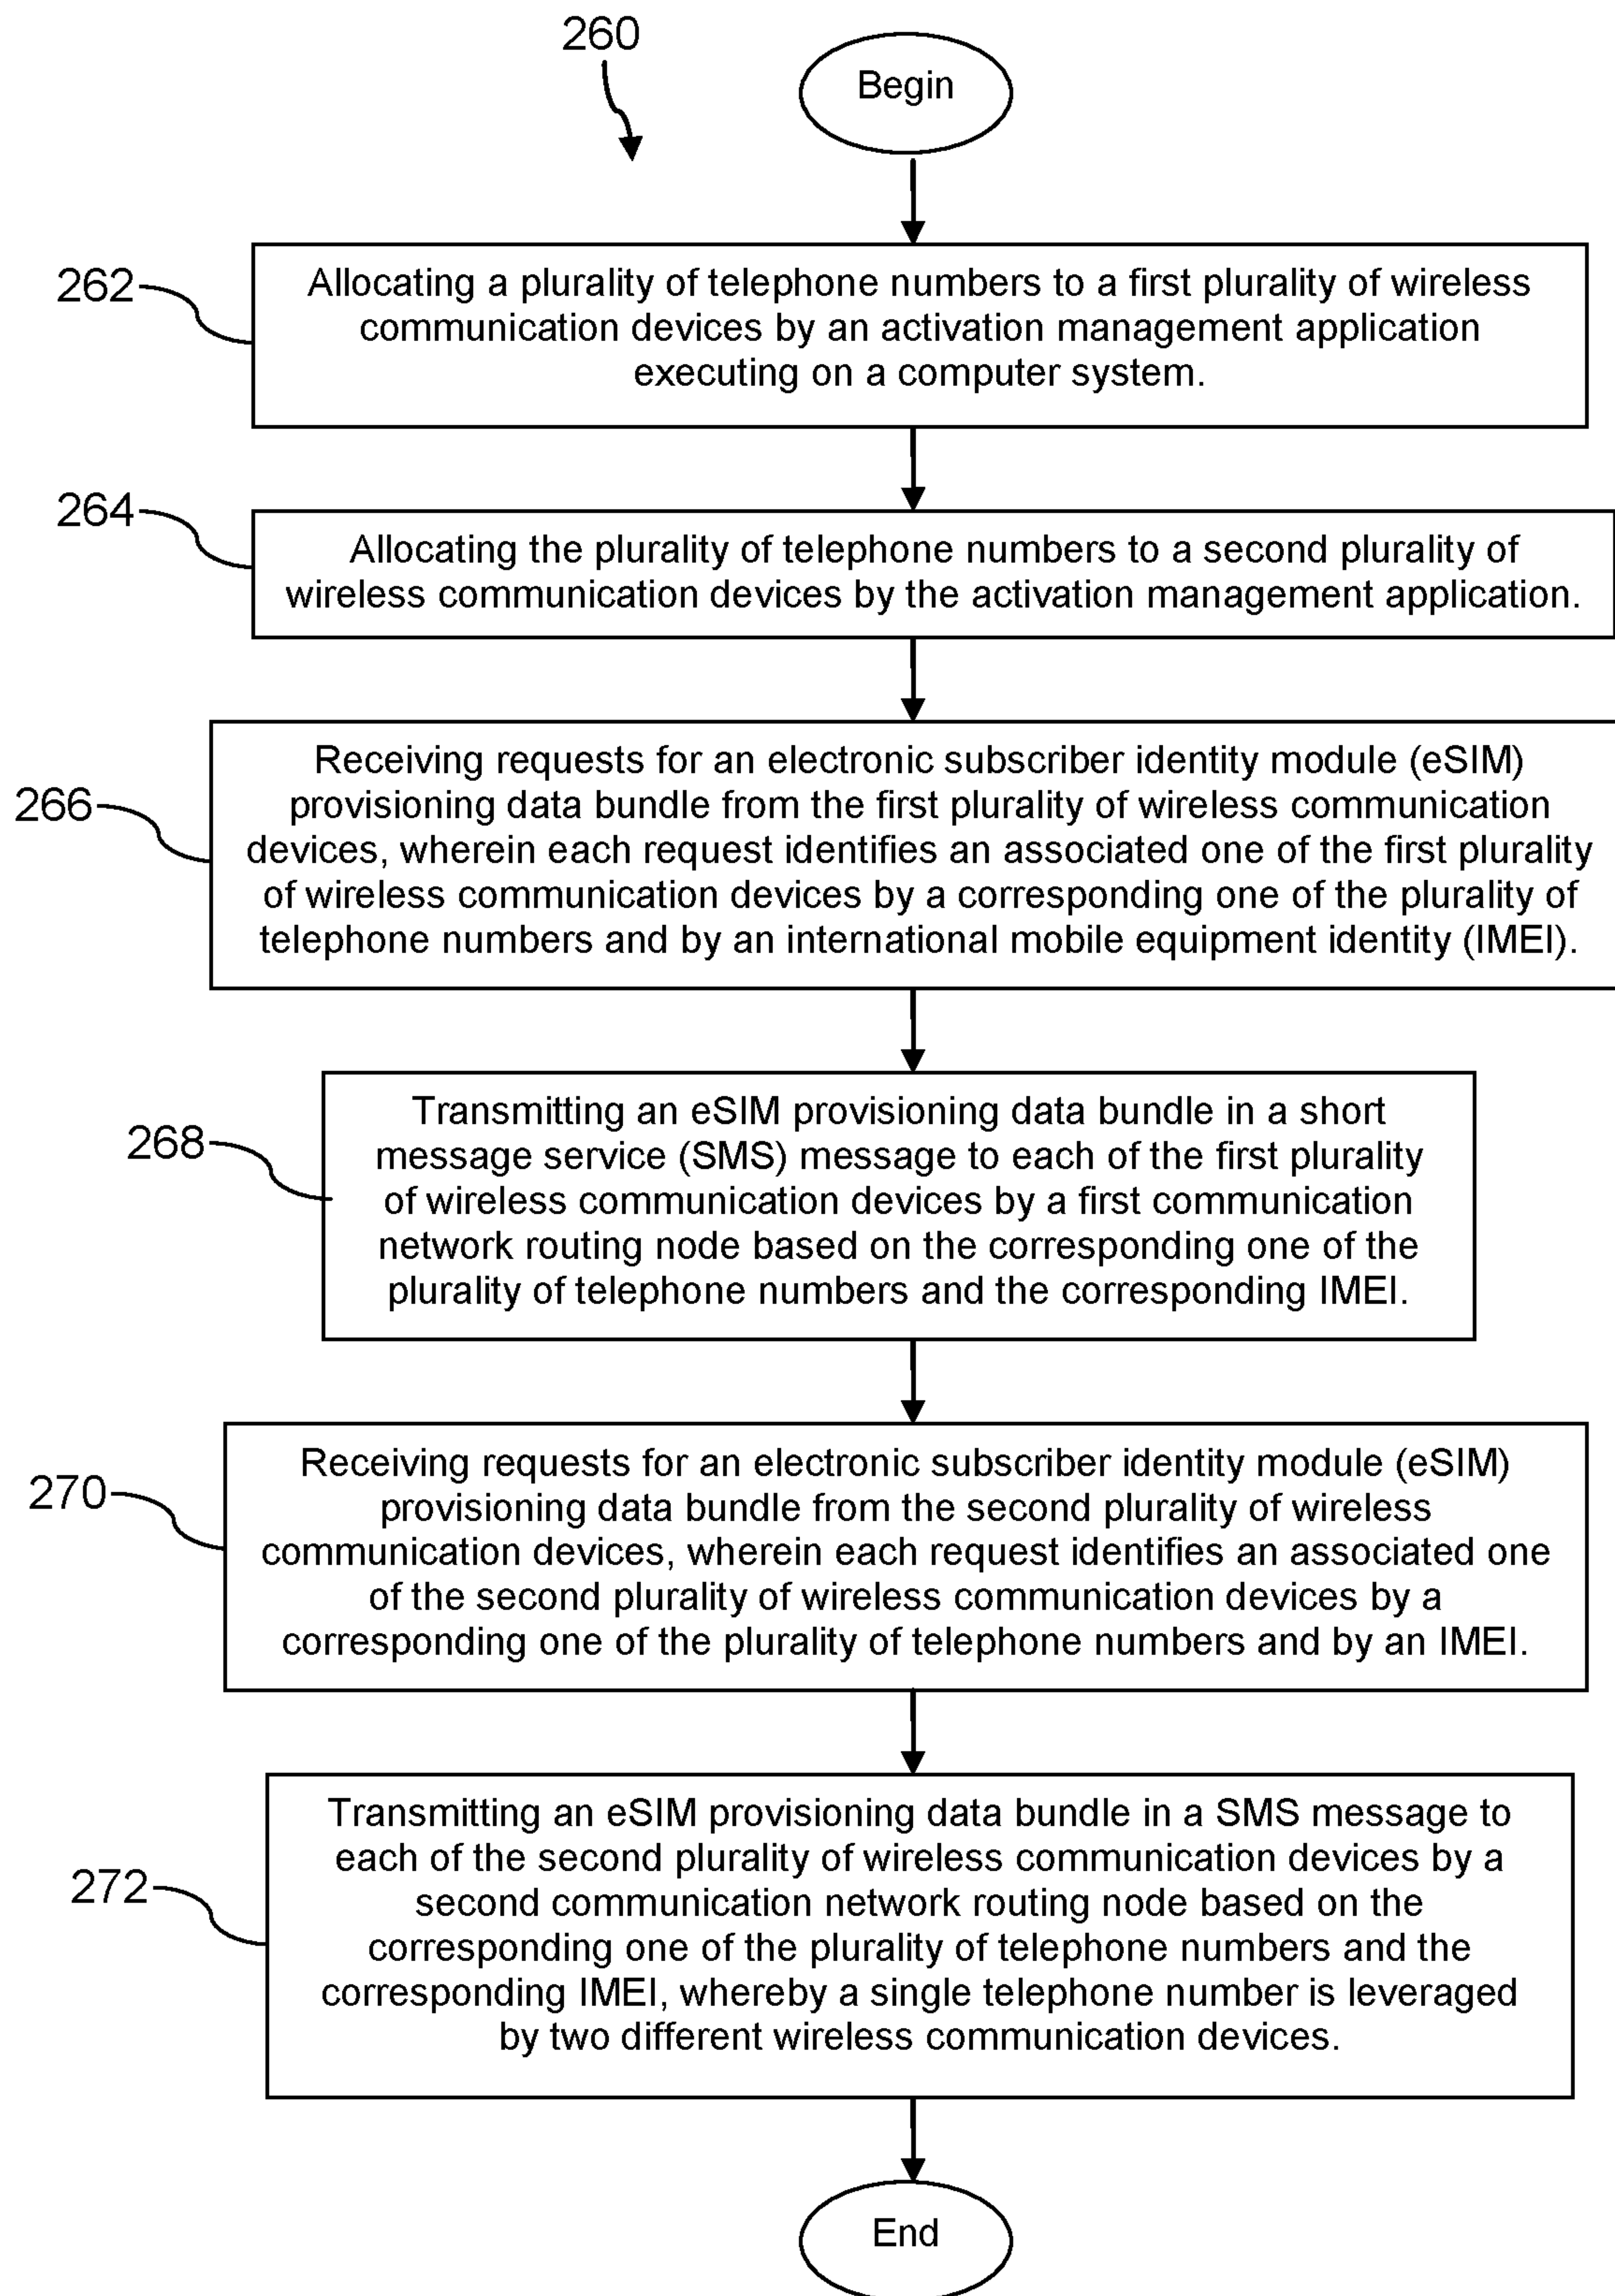 260
Begin
262
Allocating a plurality of telephone numbers to a first plurality of wireless
communication devices by an activation management application
executing on a computer system.
264
Allocating the plurality of telephone numbers to a second plurality of
wireless communication devices by the activation management application.
266
Receiving requests for an electronic subscriber identity module (eSIM)
provisioning data bundle from the first plurality of wireless communication
devices, wherein each request identifies an associated one of the first plurality
of wireless communication devices by a corresponding one of the plurality of
telephone numbers and by an international mobile equipment identity (IMEI).
268
Transmitting an eSIM provisioning data bundle in a short
message service (SMS) message to each of the first plurality
of wireless communication devices by a first communication
network routing node based on the corresponding one of the
plurality of telephone numbers and the corresponding IMEI.
270
Receiving requests for an electronic subscriber identity module (eSIM)
provisioning data bundle from the second plurality of wireless
communication devices, wherein each request identifies an associated one
of the second plurality of wireless communication devices by a
corresponding one of the plurality of telephone numbers and by an IMEI.
272
Transmitting an eSIM provisioning data bundle in a SMS message to
each of the second plurality of wireless communication devices by a
second communication network routing node based on the
corresponding one of the plurality of telephone numbers and the
corresponding IMEI, whereby a single telephone number is leveraged
by two different wireless communication devices.
End